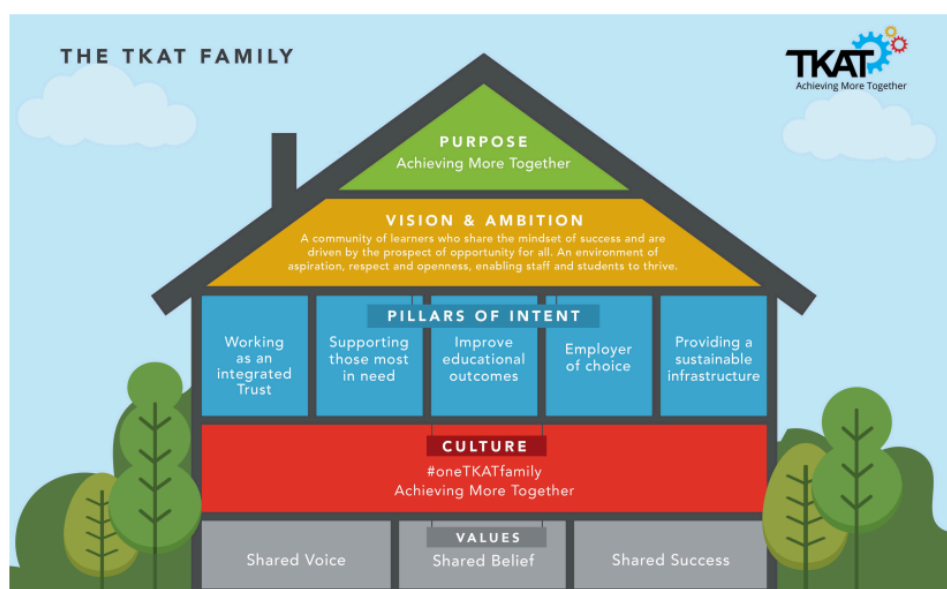 THE TKAT FAMILY
TKAT
Achieving More Together
PURPOSE
Achieving More Together
VISION & AMBITION
A community of learners who share the mindset of success and are
driven by the prospect of opportunity for all. An environment of
aspiration, respect and openness, enabling staff and students to thrive.
PILLARS OF INTENT
Working
as an
integrated
Trust
Supporting
those most
in need
Improve
educational
outcomes
Employer
of choice
Providing a
sustainable
infrastructure
CULTURE
#oneTKATfamily
Achieving More Together
VALUES
Shared Voice
Shared Belief
Shared Success